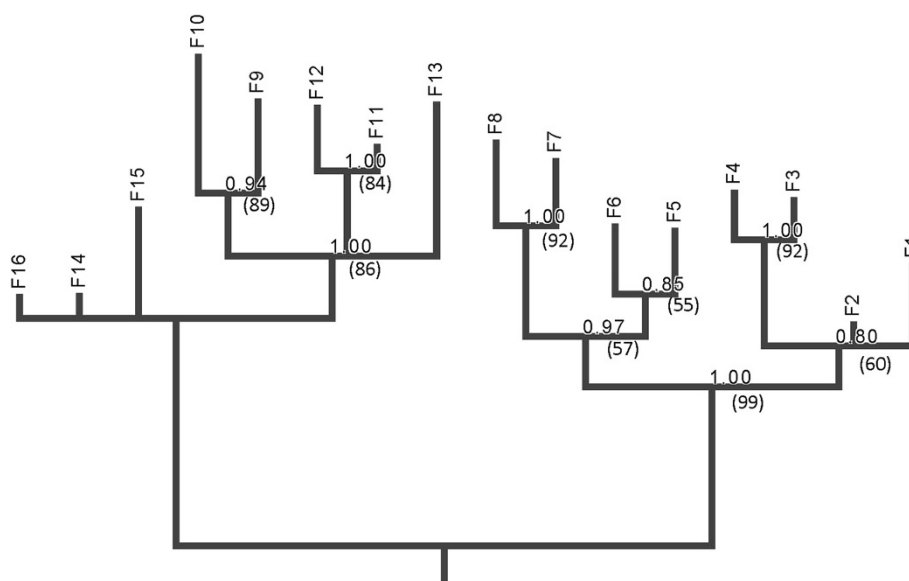 F10
F9
F12
F11
F13
F8
F7
F4
F3
F6
F5
F15
F16
F14
F2
1.00
(84)
0.94
(89)
1.00
(92)
1.00
(92)
1.00
(86)
0.85
(55)
0.97
(57)
0.80
(60)
1.00
(99)